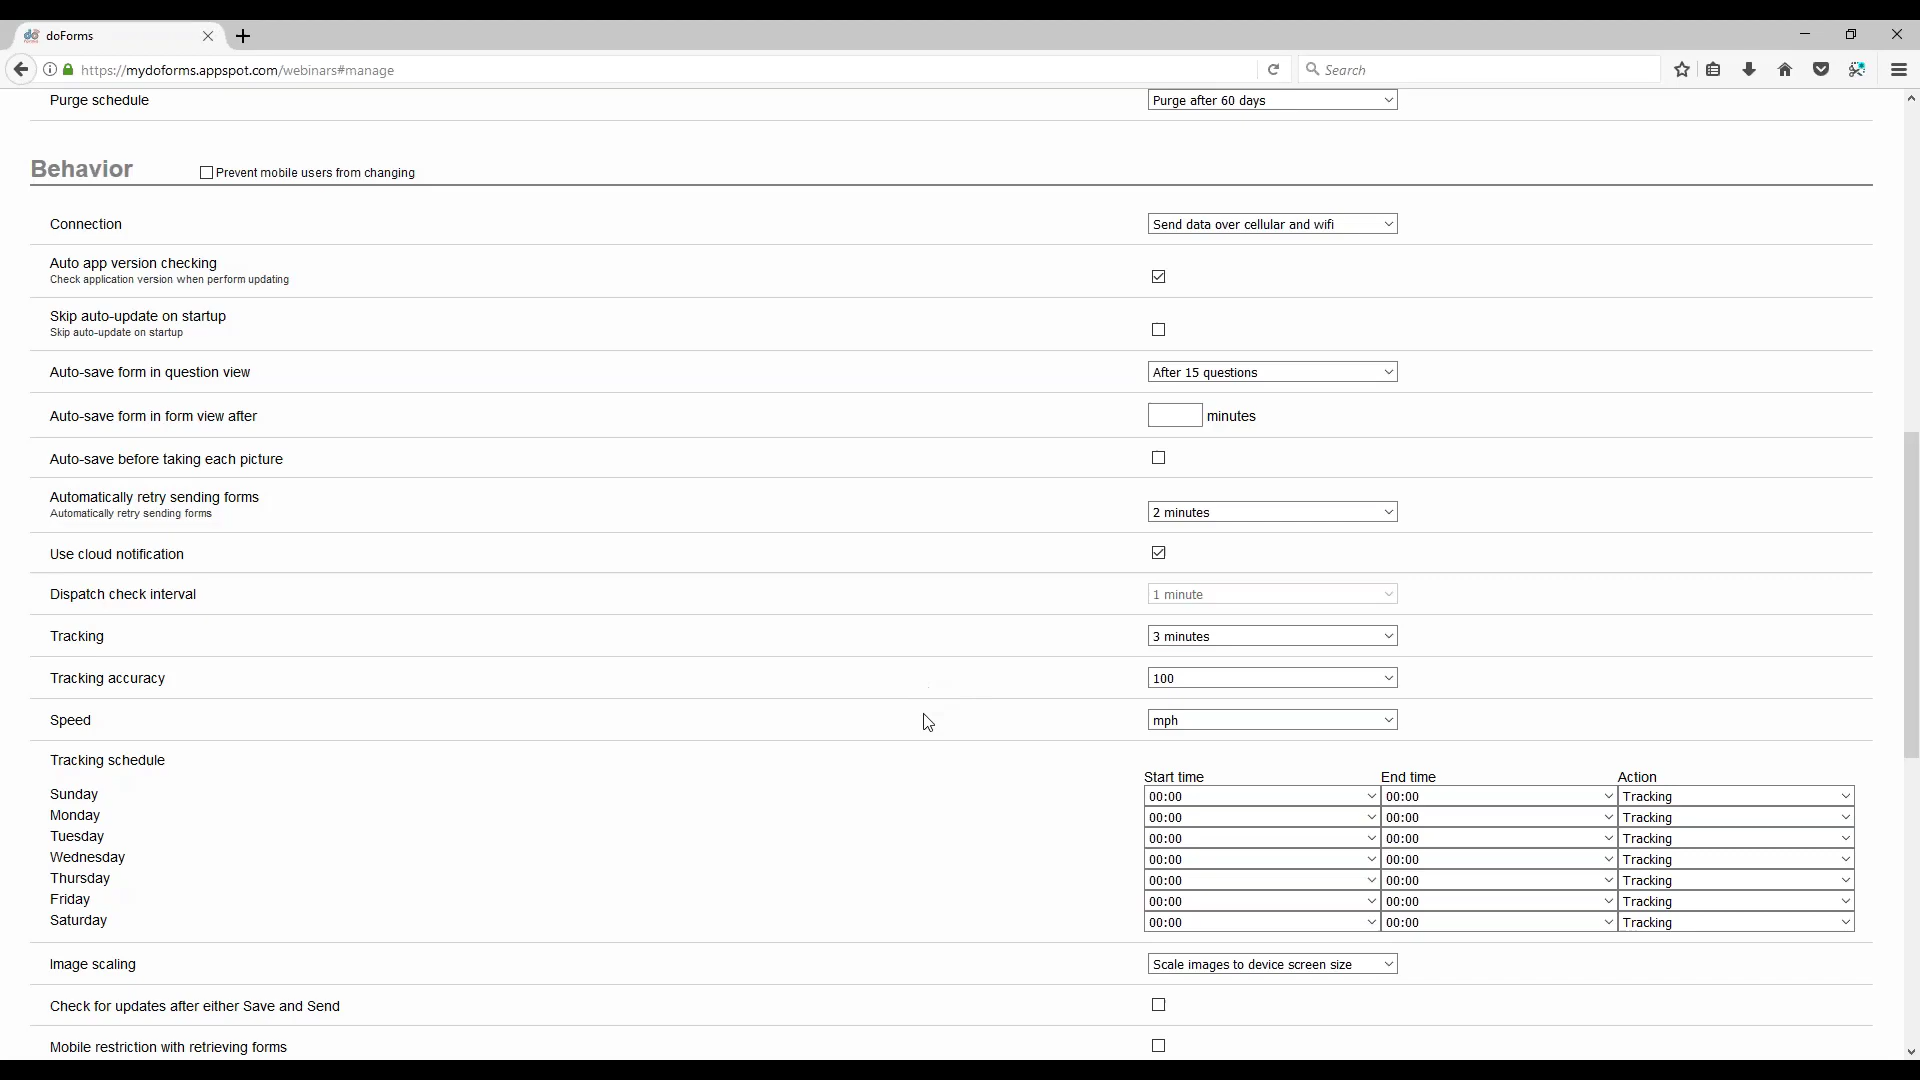 doForms
https://mydoforms.appspot.com/webinars#manage
Search
Purge schedule
Purge after 60 days
Behavior
Prevent mobile users from changing
Connection
Send data over cellular and wifi
Auto app version checking
Check application version when perform updating
Skip auto-update on startup
Skip auto-update on startup
Auto-save form in question view
After 15 questions
Auto-save form in form view after
minutes
Auto-save before taking each picture
Automatically retry sending forms
Automatically retry sending forms
2 minutes
Use cloud notification
Dispatch check interval
1 minute
Tracking
3 minutes
Tracking accuracy
100
Speed
mph
Tracking schedule
Start time End time Action
Sunday 00:00 00:00 Tracking
Monday 00:00 00:00 Tracking
Tuesday 00:00 00:00 Tracking
Wednesday 00:00 00:00 Tracking
Thursday 00:00 00:00 Tracking
Friday 00:00 00:00 Tracking
Saturday 00:00 00:00 Tracking
Image scaling
Scale images to device screen size
Check for updates after either Save and Send
Mobile restriction with retrieving forms